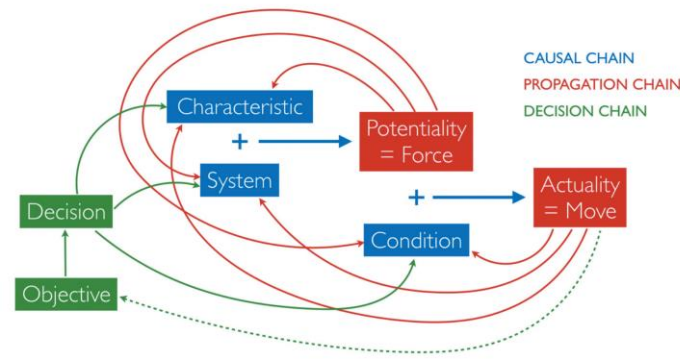 CAUSAL CHAIN
PROPAGATION CHAIN
DECISION CHAIN
Characteristic
+
Potentiality
= Force
System
+
Actuality
= Move
Decision
Condition
Objective